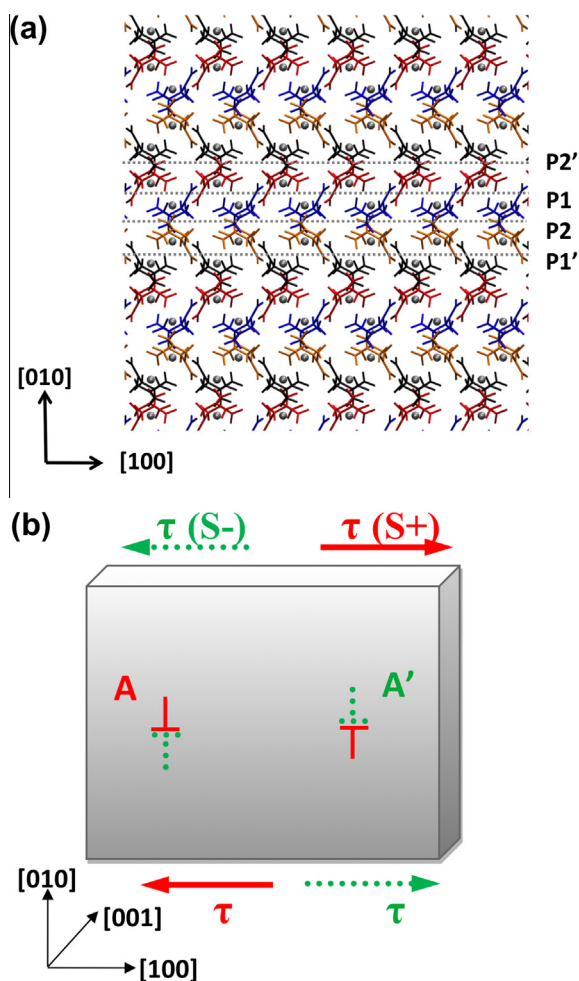 (a)
P2'
P1
P2
P1'
[010]
[100]
(b)
τ (S-) τ (S+)
A A’
[010]
[001]
[100]
τ τ